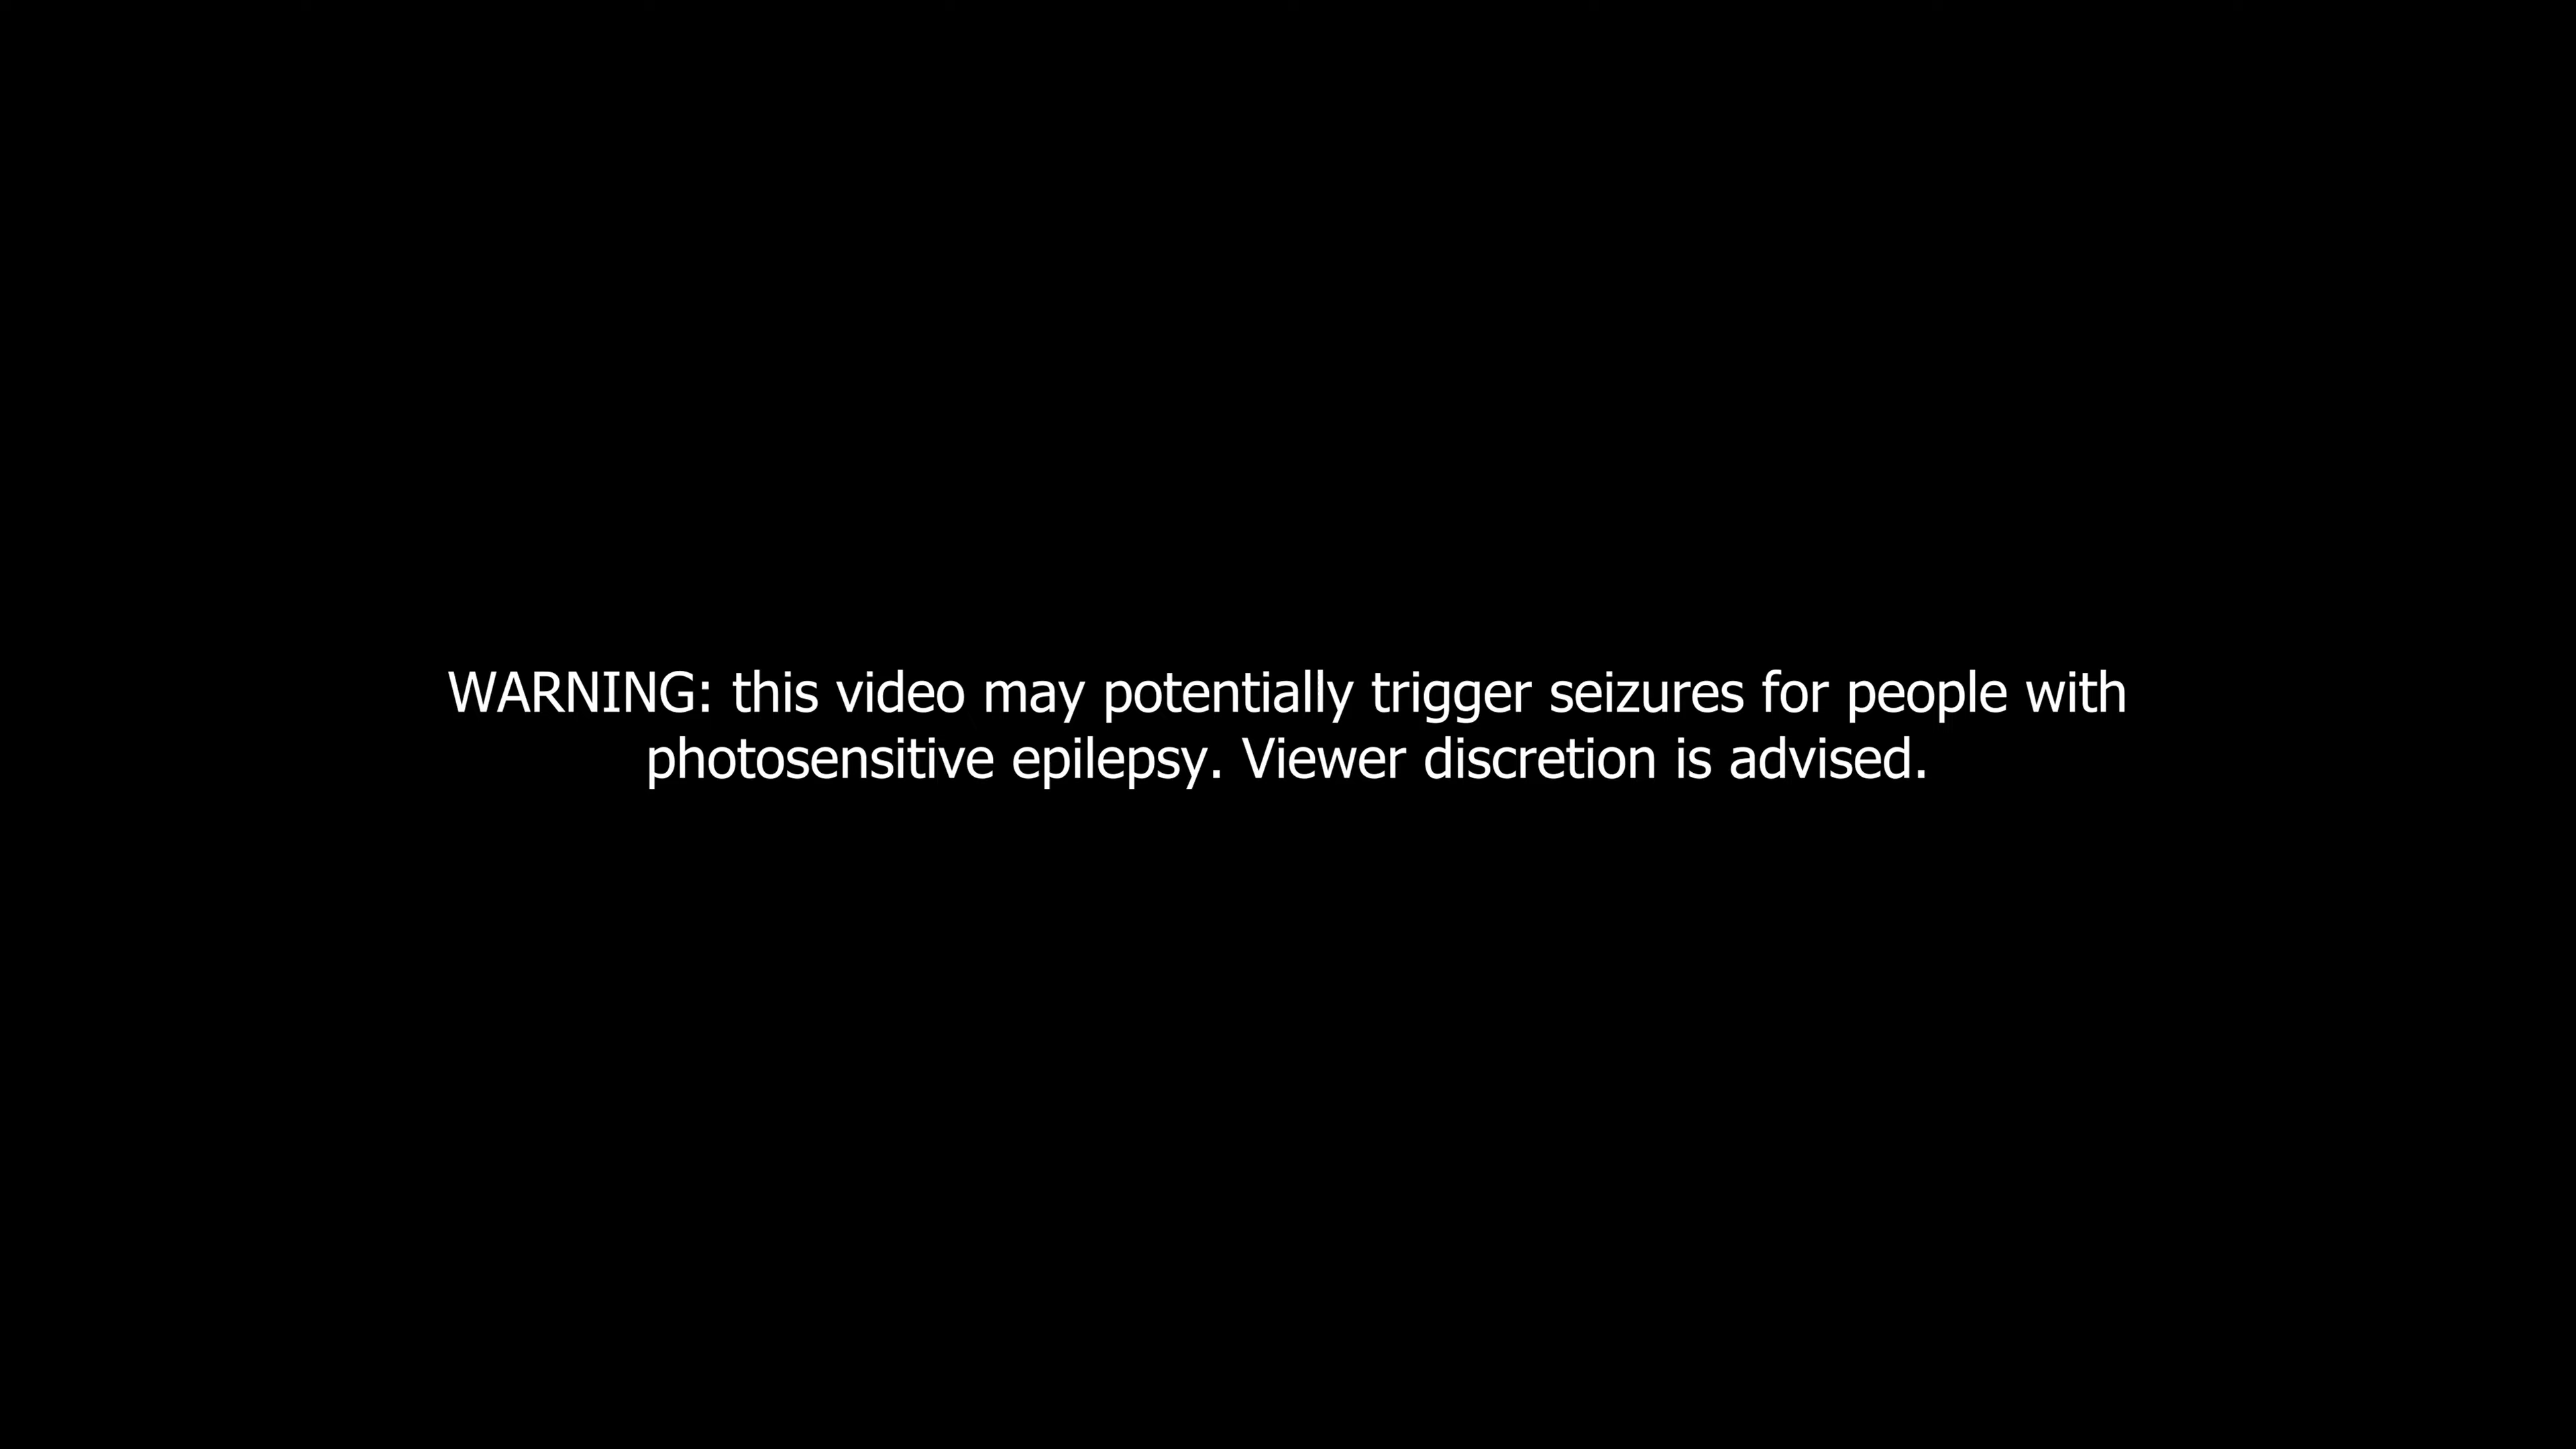 WARNING: this video may potentially trigger seizures for people with
photosensitive epilepsy. Viewer discretion is advised.